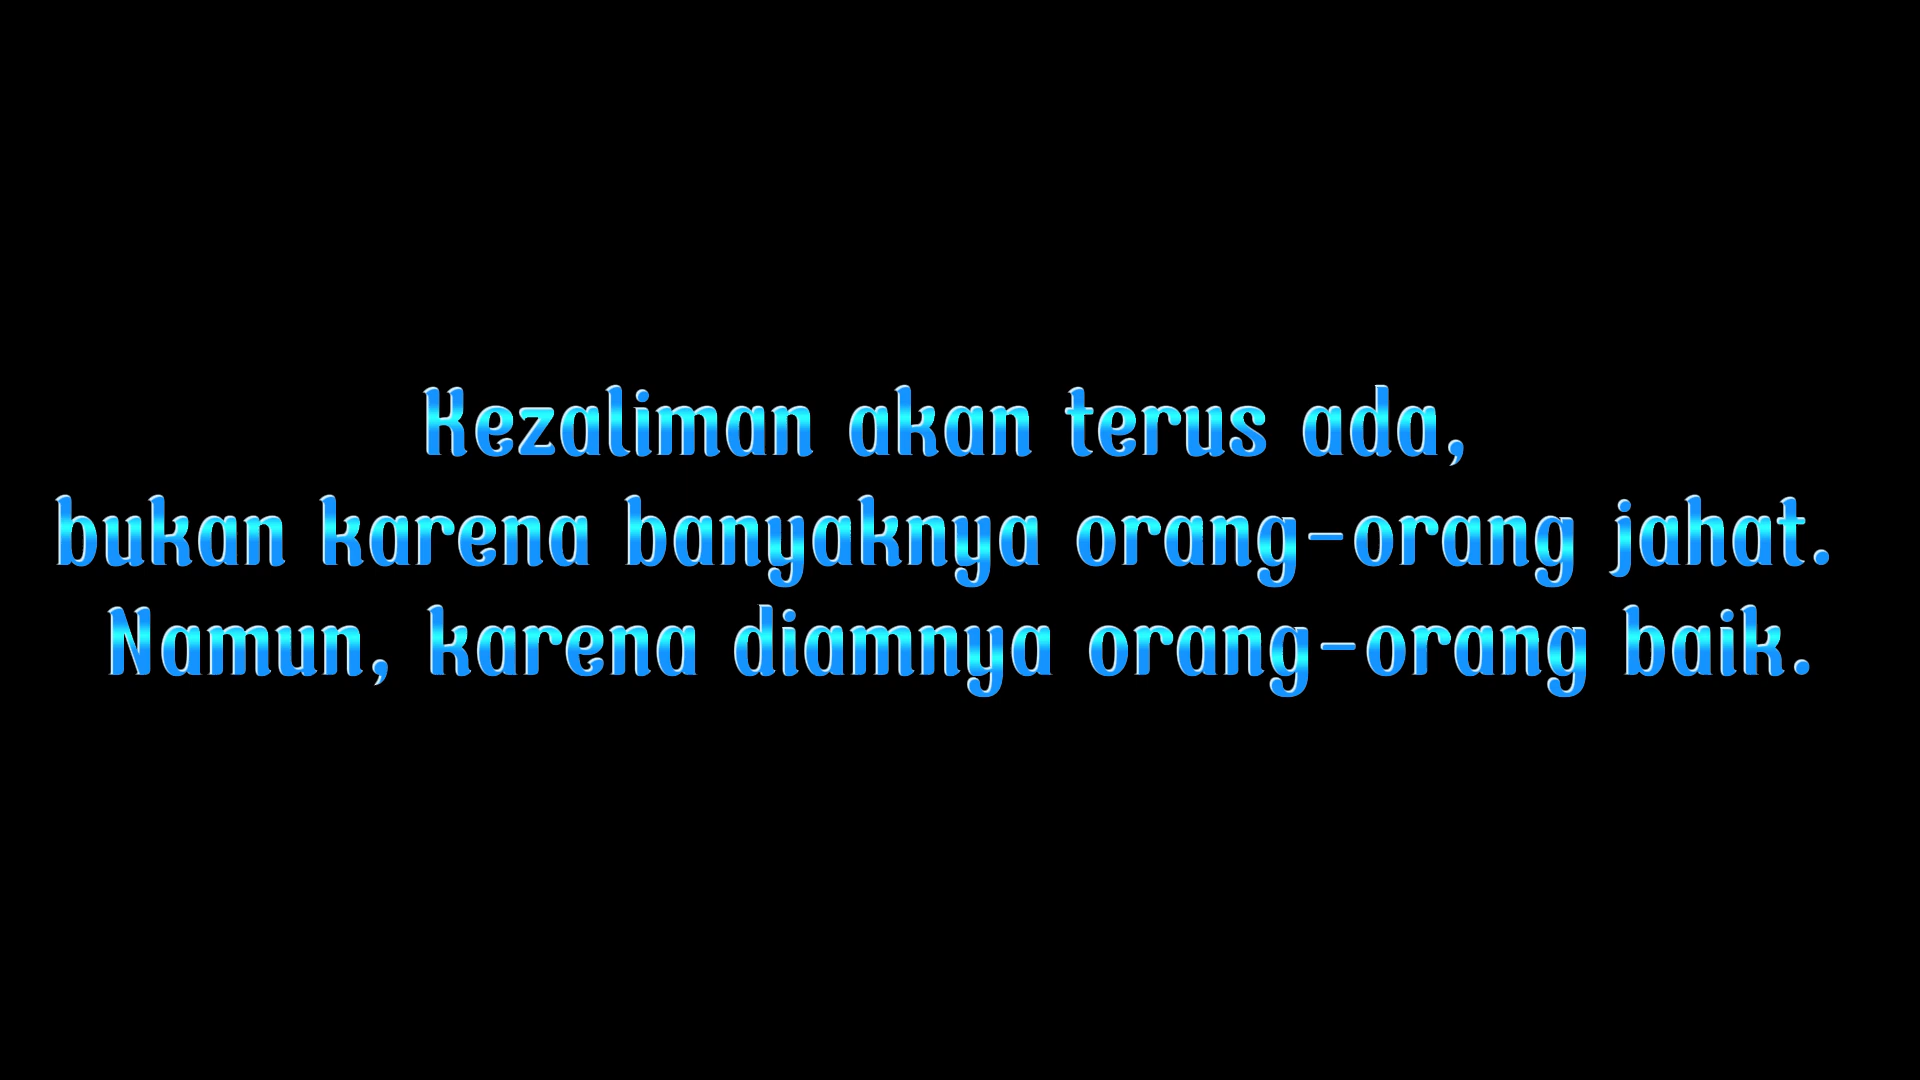 Kezaliman akan terus ada,
bukan karena banyaknya orang-orang jahat.
Namun, karena diamnya orang-orang baik.